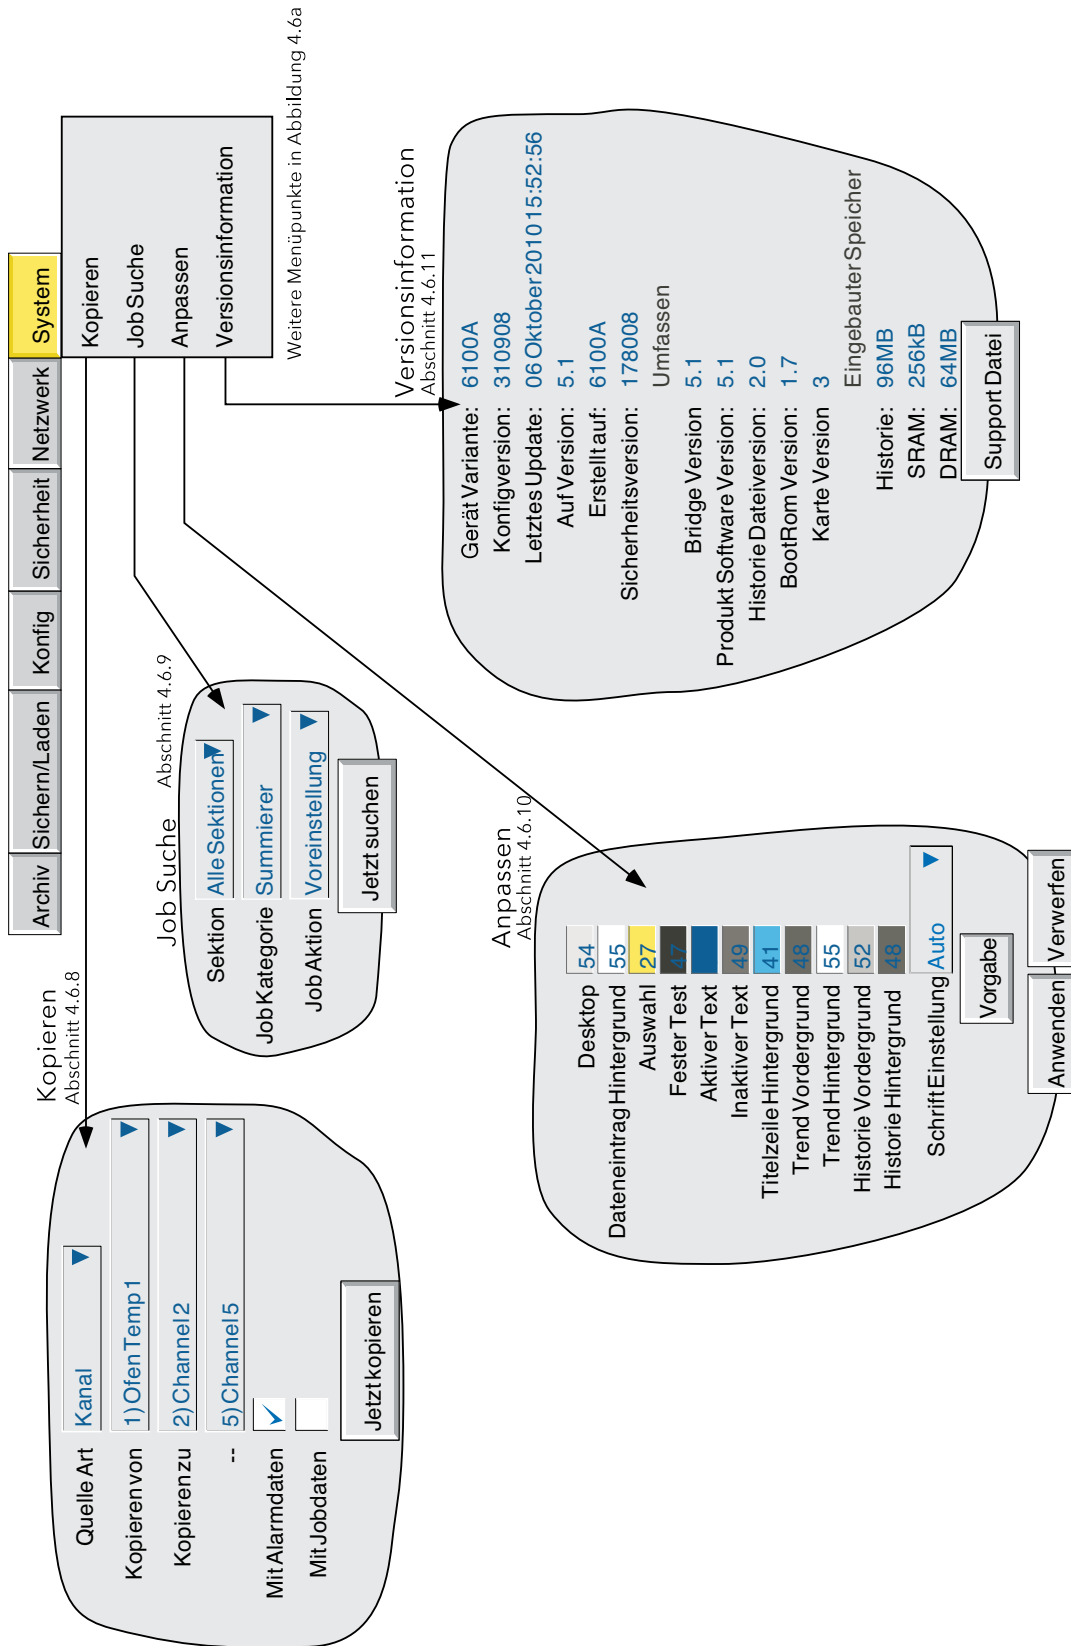 Archiv
Sichern/Laden
Konfig
Sicherheit
Netzwerk
System
Kopieren
Job Suche
Anpassen
Versionsinformation
Weitere Menüpunkte in Abbildung 4.6a
Kopieren
Abschnitt 4.6.8
Quelle Art Kanal
Kopieren von 1) Ofen Temp 1
Kopieren zu 2) Channel 2
-- 5) Channel 5
Mit Alarmdaten
Mit Jobdaten
Jetzt kopieren
Job Suche Abschnitt 4.6.9
Sektion Alle Sektionen
Job Kategorie Summierer
Job Aktion Voreinstellung
Jetzt suchen
Anpassen
Abschnitt 4.6.10
Desktop 54
Dateneintrag Hintergrund 55
Auswahl 27
Fester Test 47
Aktiver Text
Inaktiver Text 49
Titelzeile Hintergrund 41
Trend Vordergrund 48
Trend Hintergrund 55
Historie Vordergrund 52
Historie Hintergrund 48
Schrift Einstellung Auto
Vorgabe
Anwenden Verwerfen
Versionsinformation
Abschnitt 4.6.11
Gerät Variante: 6100A
Konfigversion: 310908
Letztes Update: 06 Oktober 2010 15:52:56
Auf Version: 5.1
Erstellt auf: 6100A
Sicherheitsversion: 178008
Umfassen
Bridge Version 5.1
Produkt Software Version: 5.1
Historie Dateiversion: 2.0
BootRom Version: 1.7
Karte Version 3
Eingebauter Speicher
Historie: 96MB
SRAM: 256kB
DRAM: 64MB
Support Datei